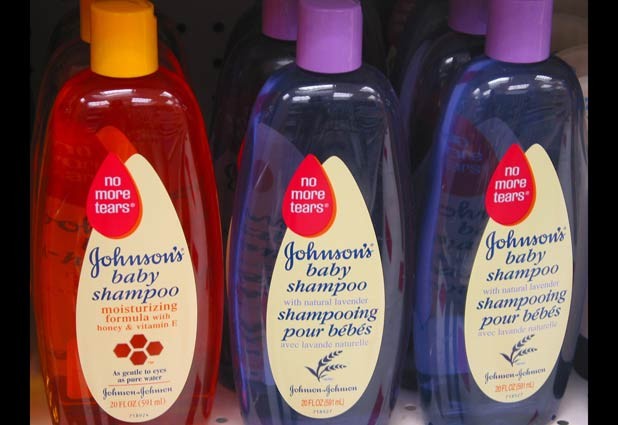 no
more
tears®
Johnson's®
baby
shampoo
moisturizing
formula with
honey & vitamin E
As gentle to eyes
as pure water
Johnson & Johnson
20 FL OZ (591 ml)
718924
no
more
tears®
Johnson's®
baby
shampoo
with natural lavender
shampooing
pour bébés
avec lavande naturelle
Johnson & Johnson
20 FL.OZ (591 mL)
718927
no
more
tears®
Johnson's®
baby
shampoo
with natural lavender
shampooing
pour bébés
avec lavande naturelle
Johnson & Johnson
20 FL.OZ (591 mL)
718927